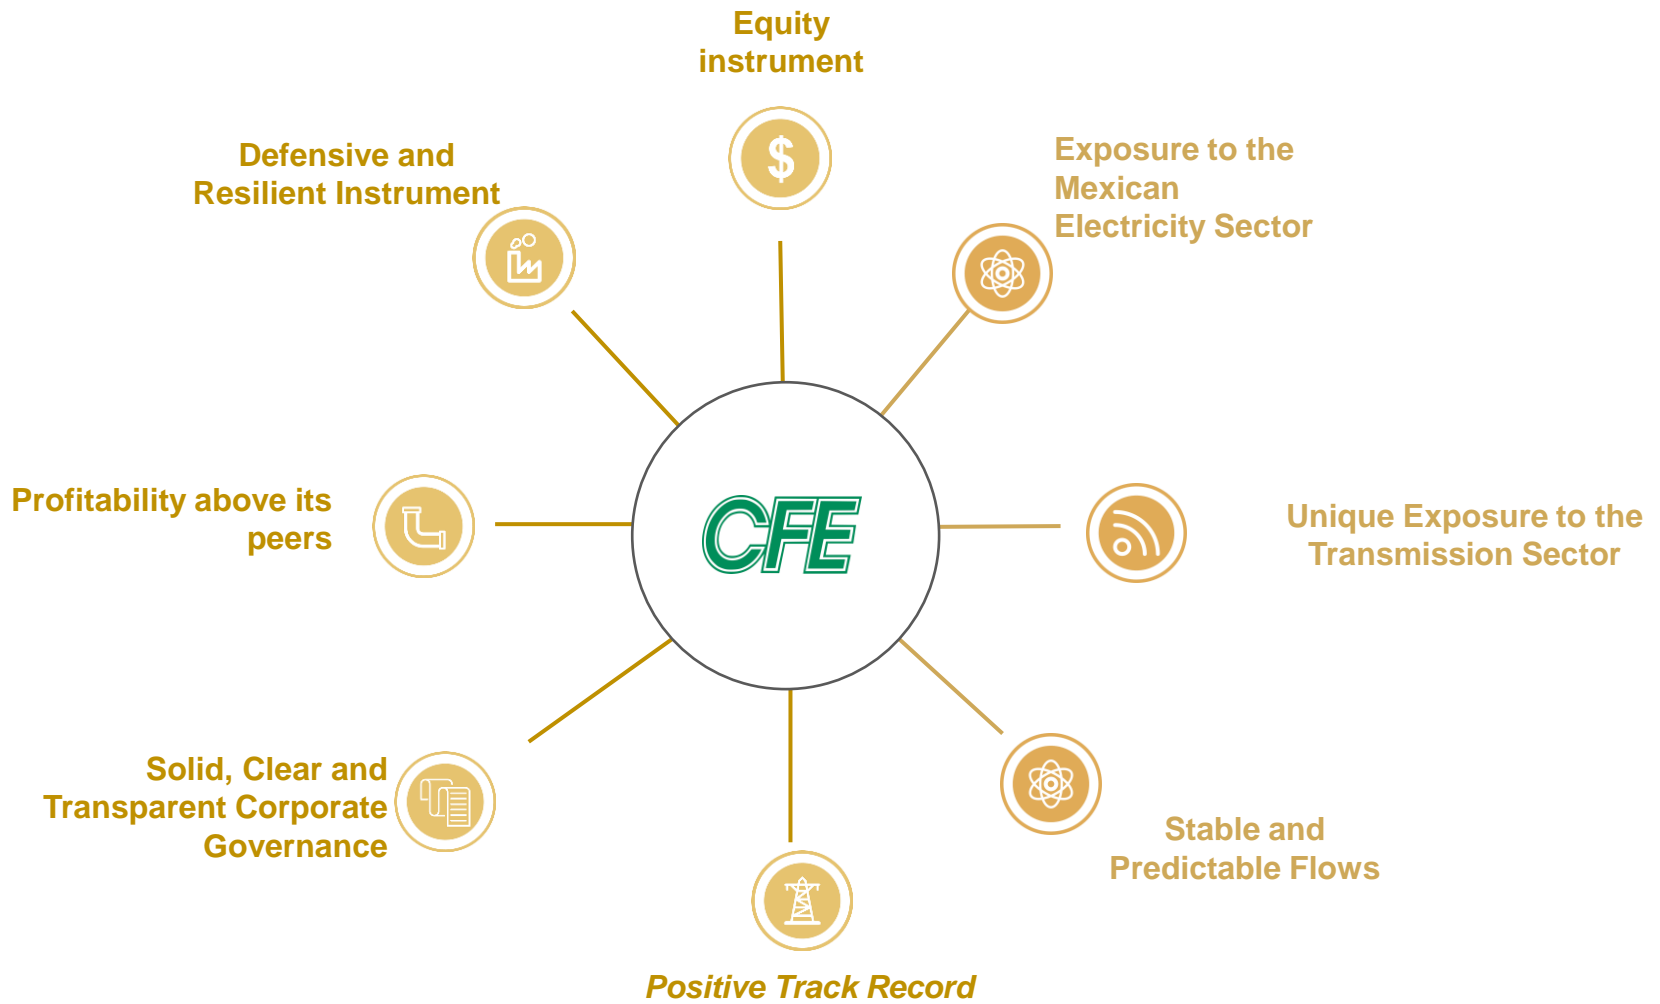 Equity
instrument
Defensive and
Resilient Instrument
$
Exposure to the
Mexican
Electricity Sector
Profitability above its
peers
CFE
Unique Exposure to the
Transmission Sector
Solid, Clear and
Transparent Corporate
Governance
Stable and
Predictable Flows
Positive Track Record